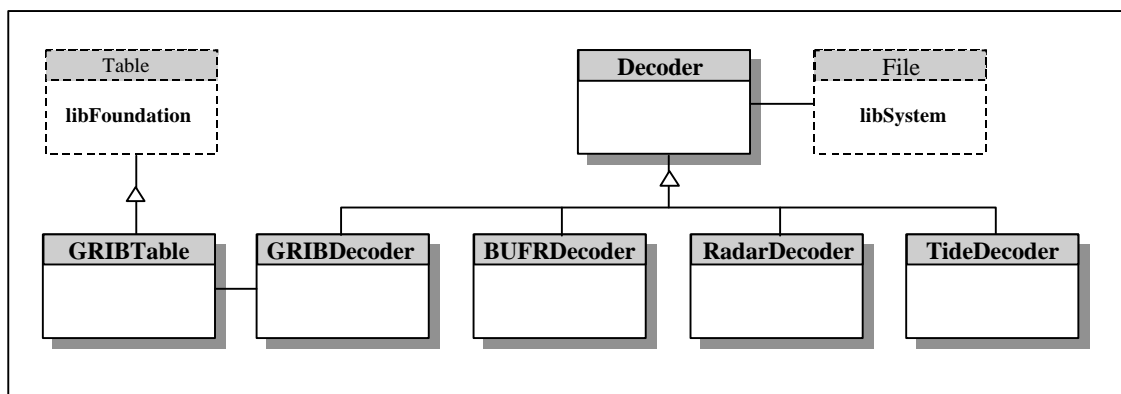 Table
libFoundation
Decoder
File
libSystem
GRIBTable
GRIBDecoder
BUFRDecoder
RadarDecoder
TideDecoder